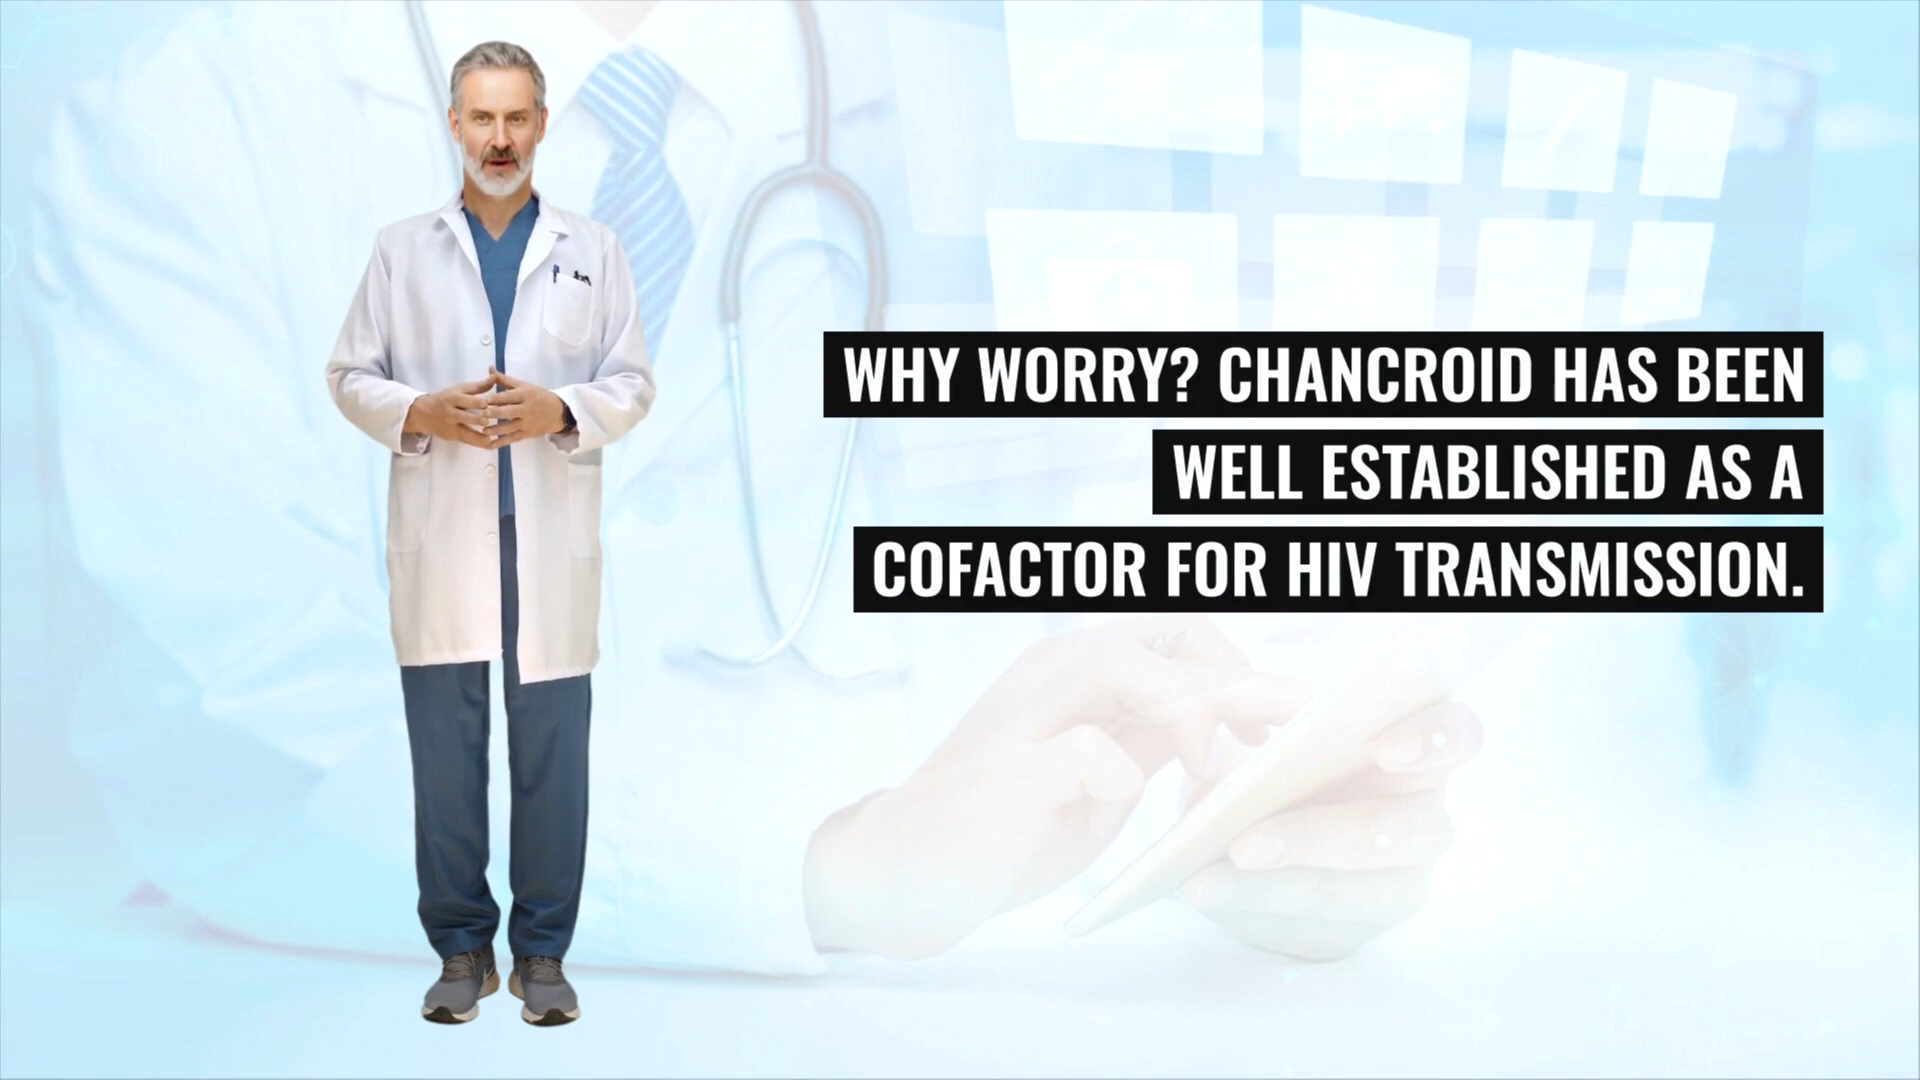 WHY WORRY? CHANCROID HAS BEEN
WELL ESTABLISHED AS A
COFACTOR FOR HIV TRANSMISSION.